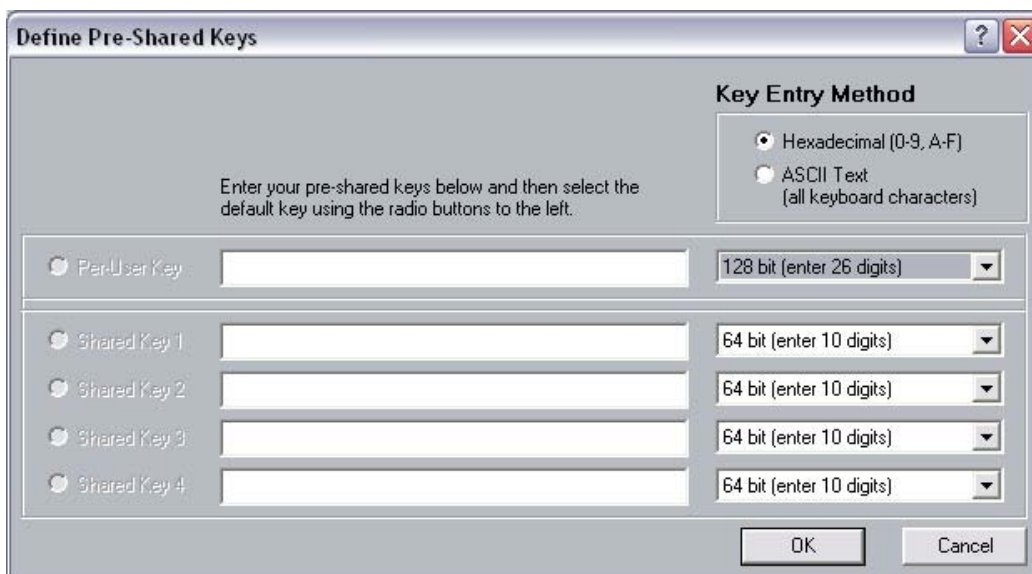 Define Pre-Shared Keys
Key Entry Method
Hexadecimal (0-9, A-F)
ASCII Text
(all keyboard characters)
Enter your pre-shared keys below and then select the
default key using the radio buttons to the left.
Per-User Key 128 bit (enter 26 digits)
Shared Key 1 64 bit (enter 10 digits)
Shared Key 2 64 bit (enter 10 digits)
Shared Key 3 64 bit (enter 10 digits)
Shared Key 4 64 bit (enter 10 digits)
OK Cancel